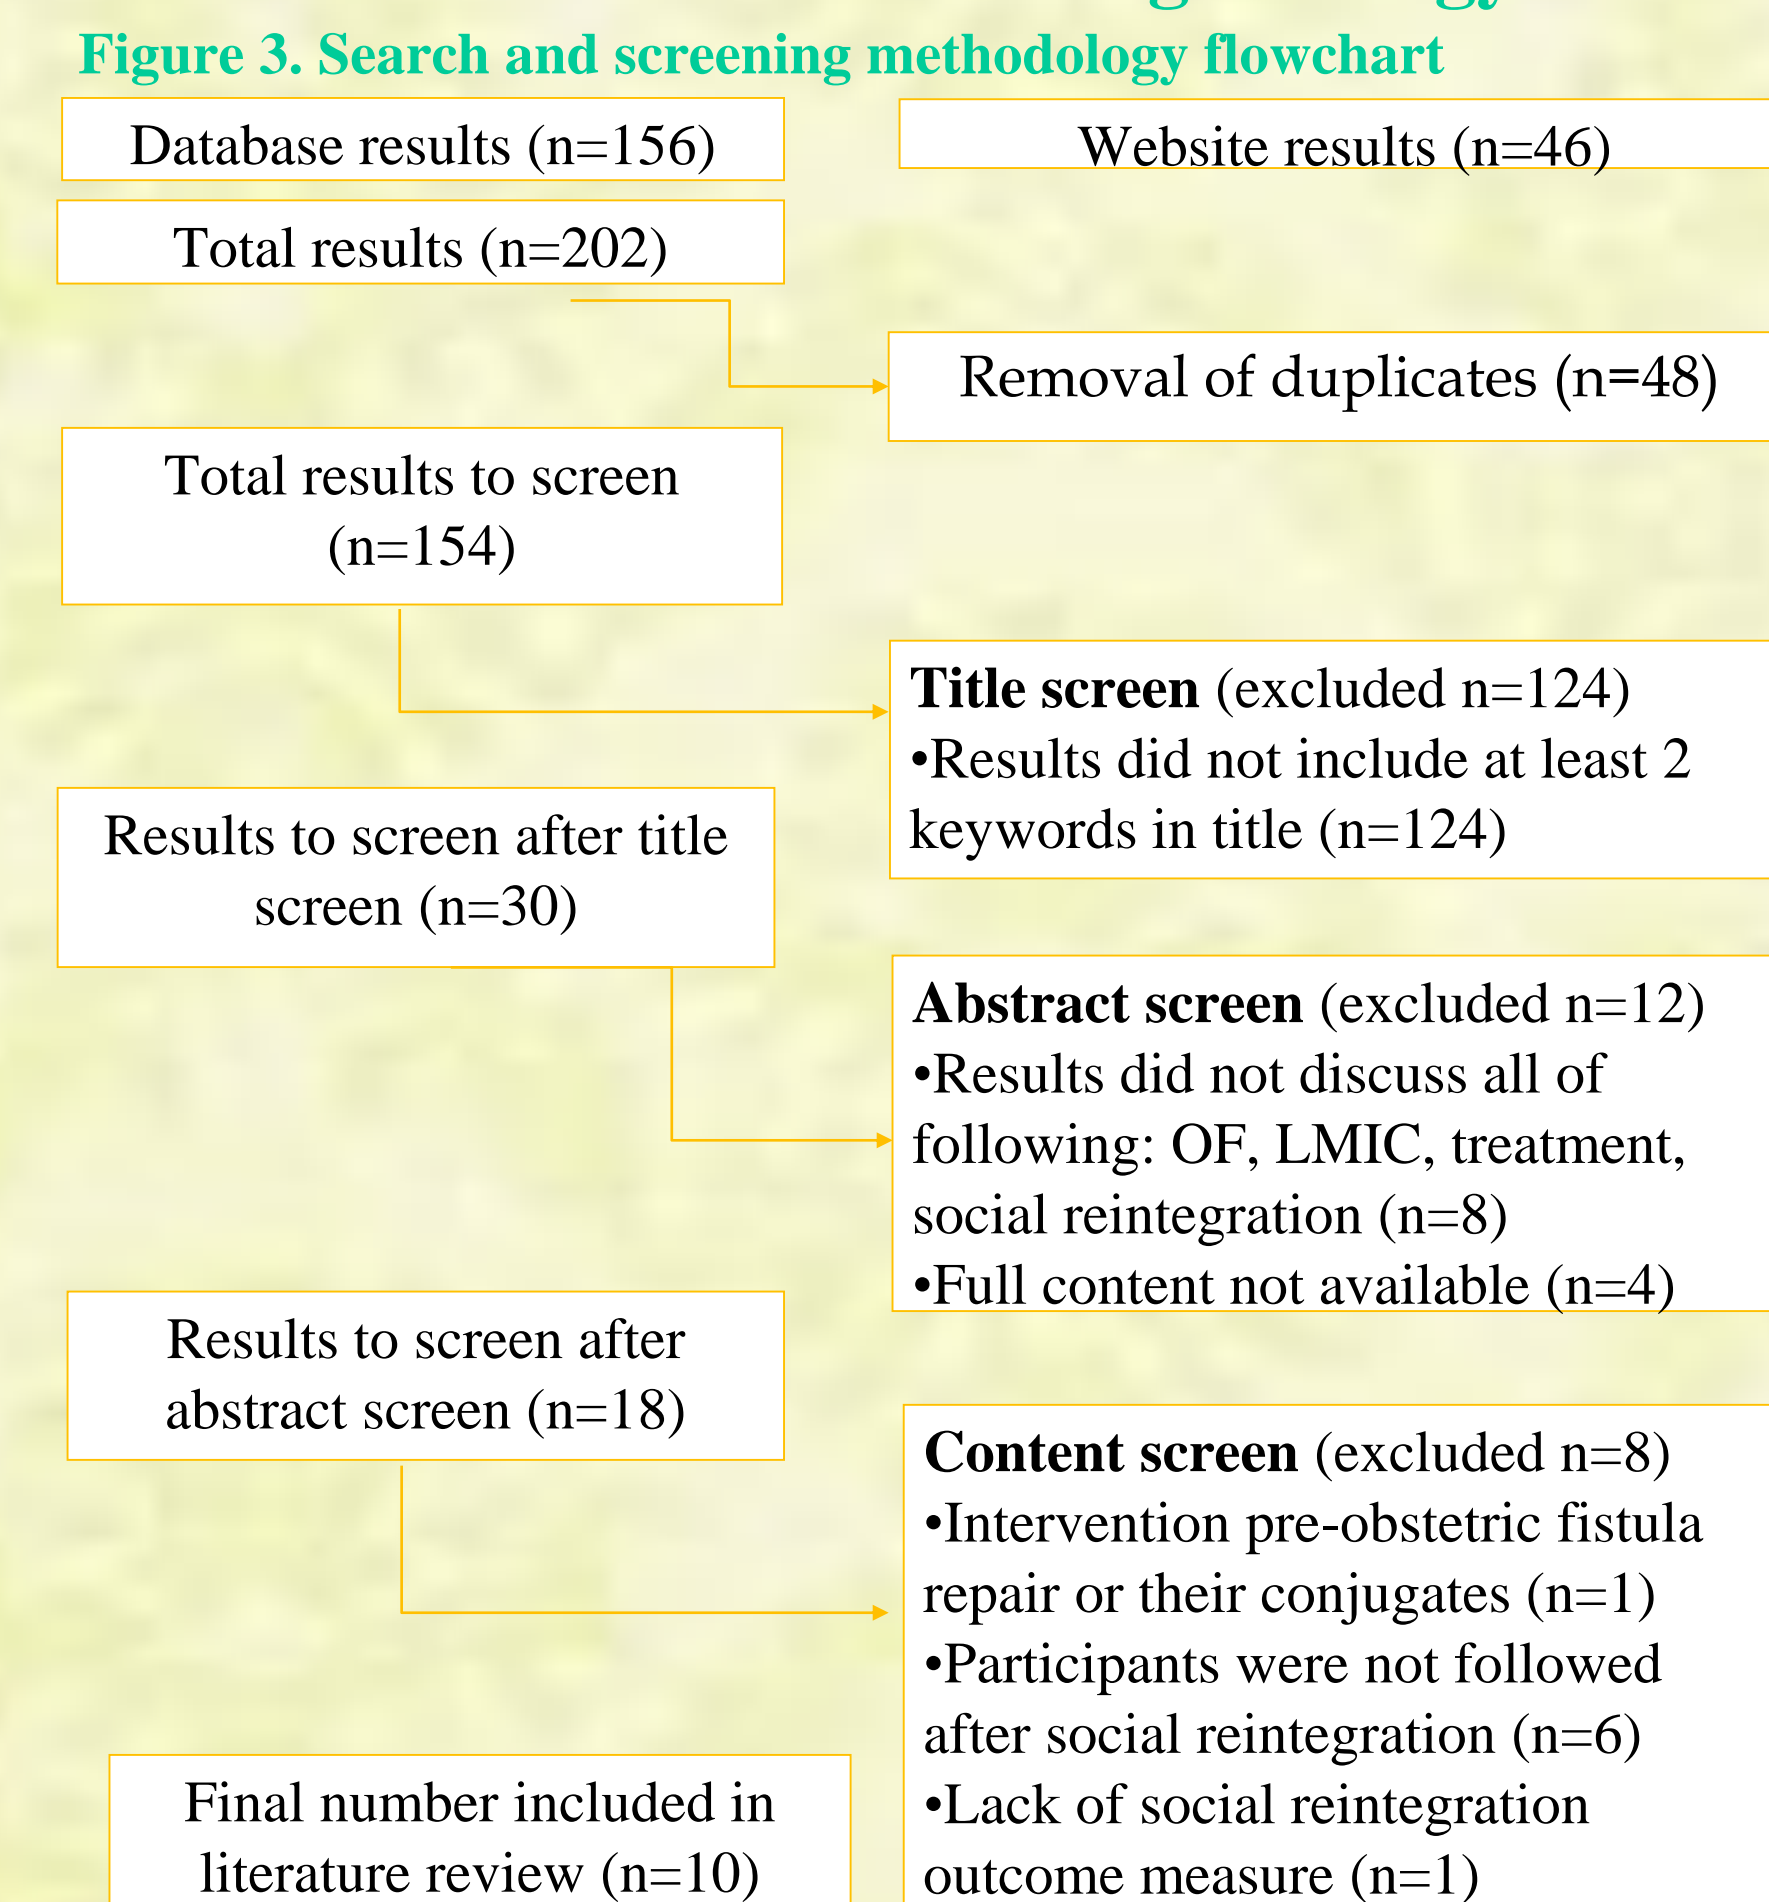 Figure 3. Search and screening methodology flowchart
Database results (n=156)
Website results (n=46)
Total results (n=202)
Removal of duplicates (n=48)
Total results to screen
(n=154)
Title screen (excluded n=124)
•Results did not include at least 2
keywords in title (n=124)
Results to screen after title
screen (n=30)
Abstract screen (excluded n=12)
•Results did not discuss all of
following: OF, LMIC, treatment,
social reintegration (n=8)
•Full content not available (n=4)
Results to screen after
abstract screen (n=18)
Content screen (excluded n=8)
•Intervention pre-obstetric fistula
repair or their conjugates (n=1)
•Participants were not followed
after social reintegration (n=6)
•Lack of social reintegration
outcome measure (n=1)
Final number included in
literature review (n=10)